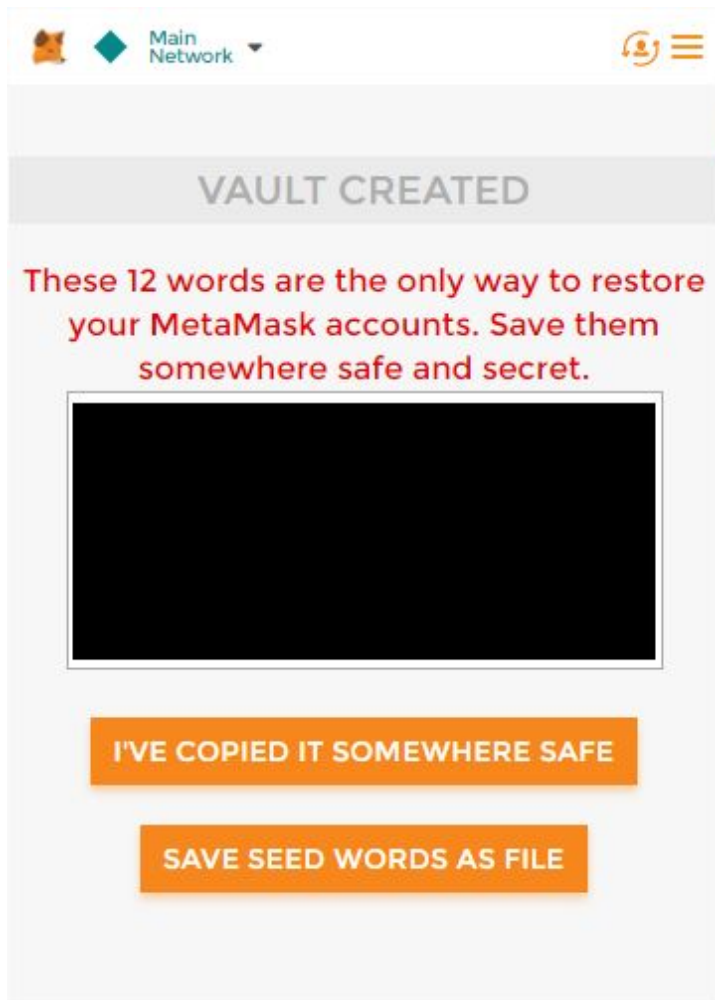 Main
Network
VAULT CREATED
These 12 words are the only way to restore
your MetaMask accounts. Save them
somewhere safe and secret.
I'VE COPIED IT SOMEWHERE SAFE
SAVE SEED WORDS AS FILE